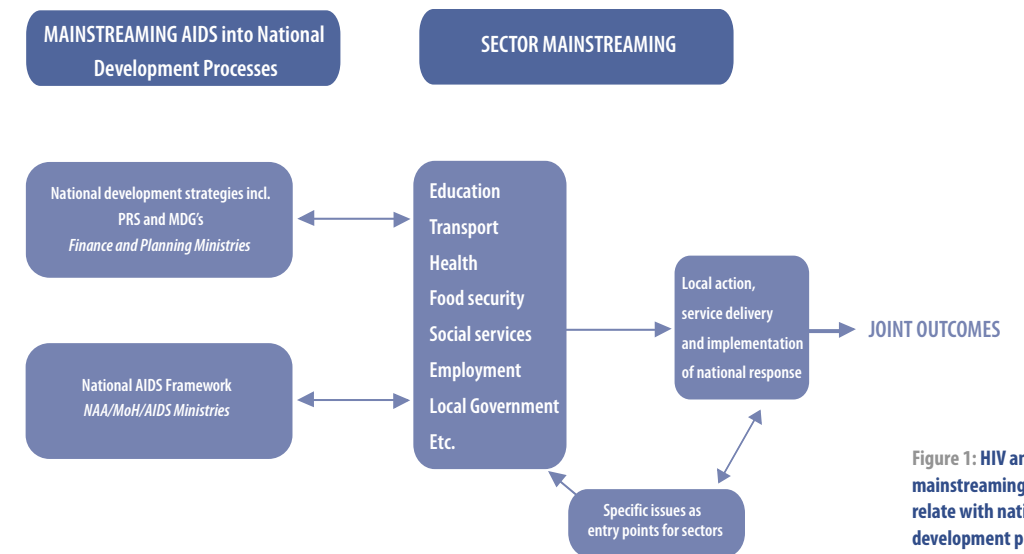 MAINSTREAMING AIDS into National
Development Processes
SECTOR MAINSTREAMING
National development strategies incl.
PRS and MDG's
Finance and Planning Ministries
National AIDS Framework
NAA/MoH/AIDS Ministries
Education
Transport
Health
Food security
Social services
Employment
Local Government
Etc.
Local action,
service delivery
and implementation
of national response
JOINT OUTCOMES
Specific issues as
entry points for sectors
Figure 1: HIV
mainstreaming
relate with
development